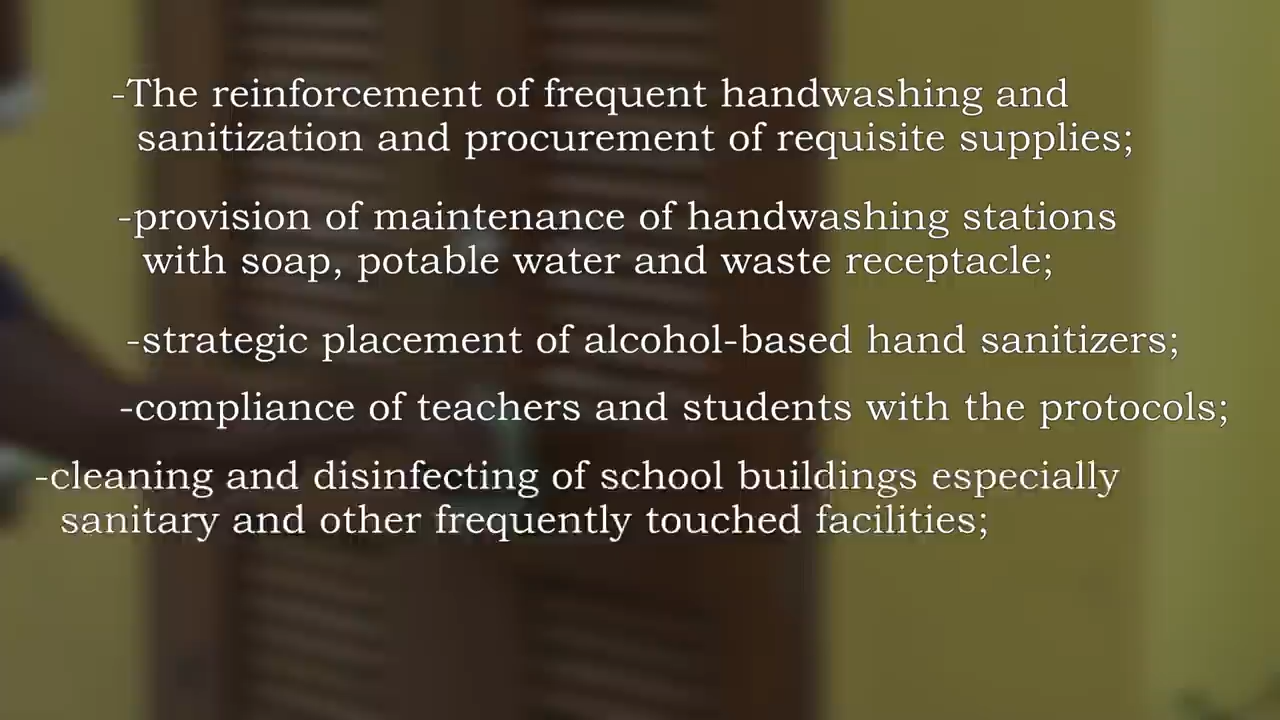 -The reinforcement of frequent handwashing and
sanitization and procurement of requisite supplies;
-provision of maintenance of handwashing stations
with soap, potable water and waste receptacle;
-strategic placement of alcohol-based hand sanitizers;
-compliance of teachers and students with the protocols;
-cleaning and disinfecting of school buildings especially
sanitary and other frequently touched facilities;